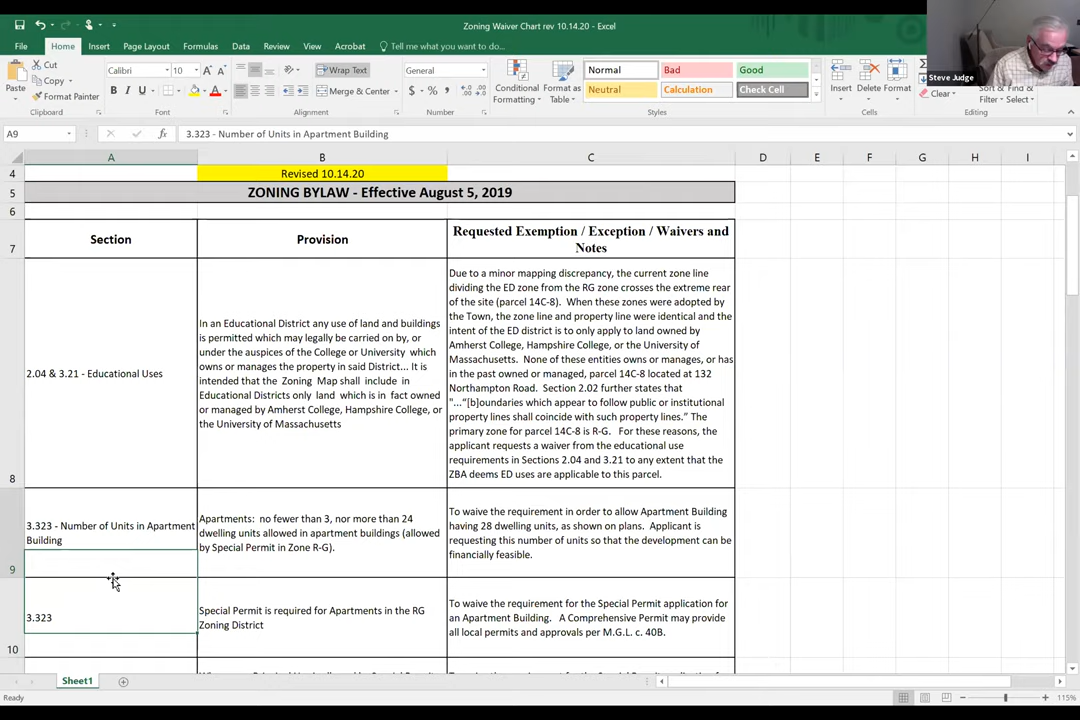 Zoning Waiver Chart rev 10.14.20 - Excel
File Home Insert Page Layout Formulas Data Review View Acrobat Tell me what you want to do...
Steve Judge
Cut
Copy
Format Painter
Paste
Clipboard
Calibri 10
B I U
Font
Wrap Text
Merge & Center
Alignment
General
$ % ,
Number
Conditional
Formatting
Format as
Table
Normal Bad Good
Neutral Calculation Check Cell
Styles
Insert Delete Format
Cells
Clear
Sort & Find &
Filter Select
A9 fx 3.323 - Number of Units in Apartment Building
A B C D E F G H I
4 Revised 10.14.20
5 ZONING BYLAW - Effective August 5, 2019
6
7 Section Provision Requested Exemption / Exception / Waivers and
Notes
2.04 & 3.21 - Educational Uses
In an Educational District any use of land and buildings
is permitted which may legally be carried on by, or
under the auspices of the College or University which
owns or manages the property in said District... It is
intended that the Zoning Map shall include in
Educational Districts only land which is in fact owned
or managed by Amherst College, Hampshire College, or
the University of Massachusetts
Due to a minor mapping discrepancy, the current zone line
dividing the ED zone from the RG zone crosses the extreme rear
of the site (parcel 14C-8). When these zones were adopted by
the Town, the zone line and property line were identical and the
intent of the ED district is to only apply to land owned by
Amherst College, Hampshire College, or the University of
Massachusetts. None of these entities owns or manages, or has
in the past owned or managed, parcel 14C-8 located at 132
Northampton Road. Section 2.02 further states that
"..."[b]oundaries which appear to follow public or institutional
property lines shall coincide with such property lines." The
primary zone for parcel 14C-8 is R-G. For these reasons, the
applicant requests a waiver from the educational use
requirements in Sections 2.04 and 3.21 to any extent that the
ZBA deems ED uses are applicable to this parcel.
8
3.323 - Number of Units in Apartment
Building
Apartments: no fewer than 3, nor more than 24
dwelling units allowed in apartment buildings (allowed
by Special Permit in Zone R-G).
To waive the requirement in order to allow Apartment Building
having 28 dwelling units, as shown on plans. Applicant is
requesting this number of units so that the development can be
financially feasible.
9
3.323
Special Permit is required for Apartments in the RG
Zoning District
To waive the requirement for the Special Permit application for
an Apartment Building. A Comprehensive Permit may provide
all local permits and approvals per M.G.L. c. 40B.
10
Sheet1
Ready
115%